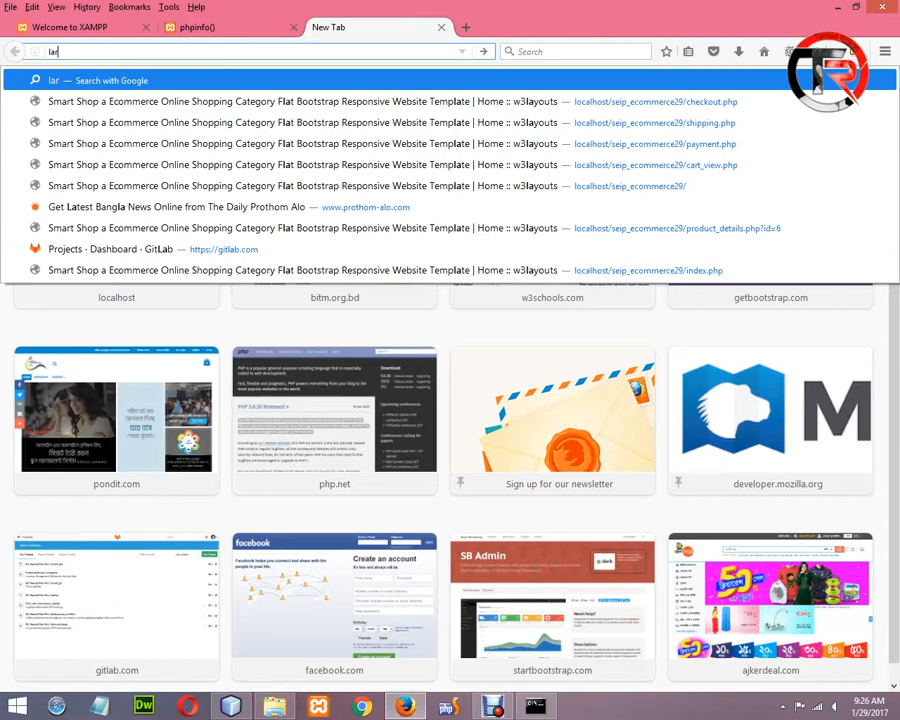 File Edit View History Bookmarks Tools Help
Welcome to XAMPP
phpinfo()
New Tab
lar
Search
lar — Search with Google
Smart Shop a Ecommerce Online Shopping Category Flat Bootstrap Responsive Website Template | Home :: w3layouts — localhost/seip_ecommerce29/checkout.php
Smart Shop a Ecommerce Online Shopping Category Flat Bootstrap Responsive Website Template | Home :: w3layouts — localhost/seip_ecommerce29/shipping.php
Smart Shop a Ecommerce Online Shopping Category Flat Bootstrap Responsive Website Template | Home :: w3layouts — localhost/seip_ecommerce29/payment.php
Smart Shop a Ecommerce Online Shopping Category Flat Bootstrap Responsive Website Template | Home :: w3layouts — localhost/seip_ecommerce29/cart_view.php
Smart Shop a Ecommerce Online Shopping Category Flat Bootstrap Responsive Website Template | Home :: w3layouts — localhost/seip_ecommerce29/
Get Latest Bangla News Online from The Daily Prothom Alo — www.prothom-alo.com
Smart Shop a Ecommerce Online Shopping Category Flat Bootstrap Responsive Website Template | Home :: w3layouts — localhost/seip_ecommerce29/product_details.php?id=6
Projects · Dashboard · GitLab — https://gitlab.com
Smart Shop a Ecommerce Online Shopping Category Flat Bootstrap Responsive Website Template | Home :: w3layouts — localhost/seip_ecommerce29/index.php
localhost
bitm.org.bd
w3schools.com
getbootstrap.com
M
pondit.com
php.net
Sign up for our newsletter
developer.mozilla.org
facebook
Create an account
SB Admin
gitlab.com
facebook.com
startbootstrap.com
ajkerdeal.com
Dw
9:26 AM
1/29/2017